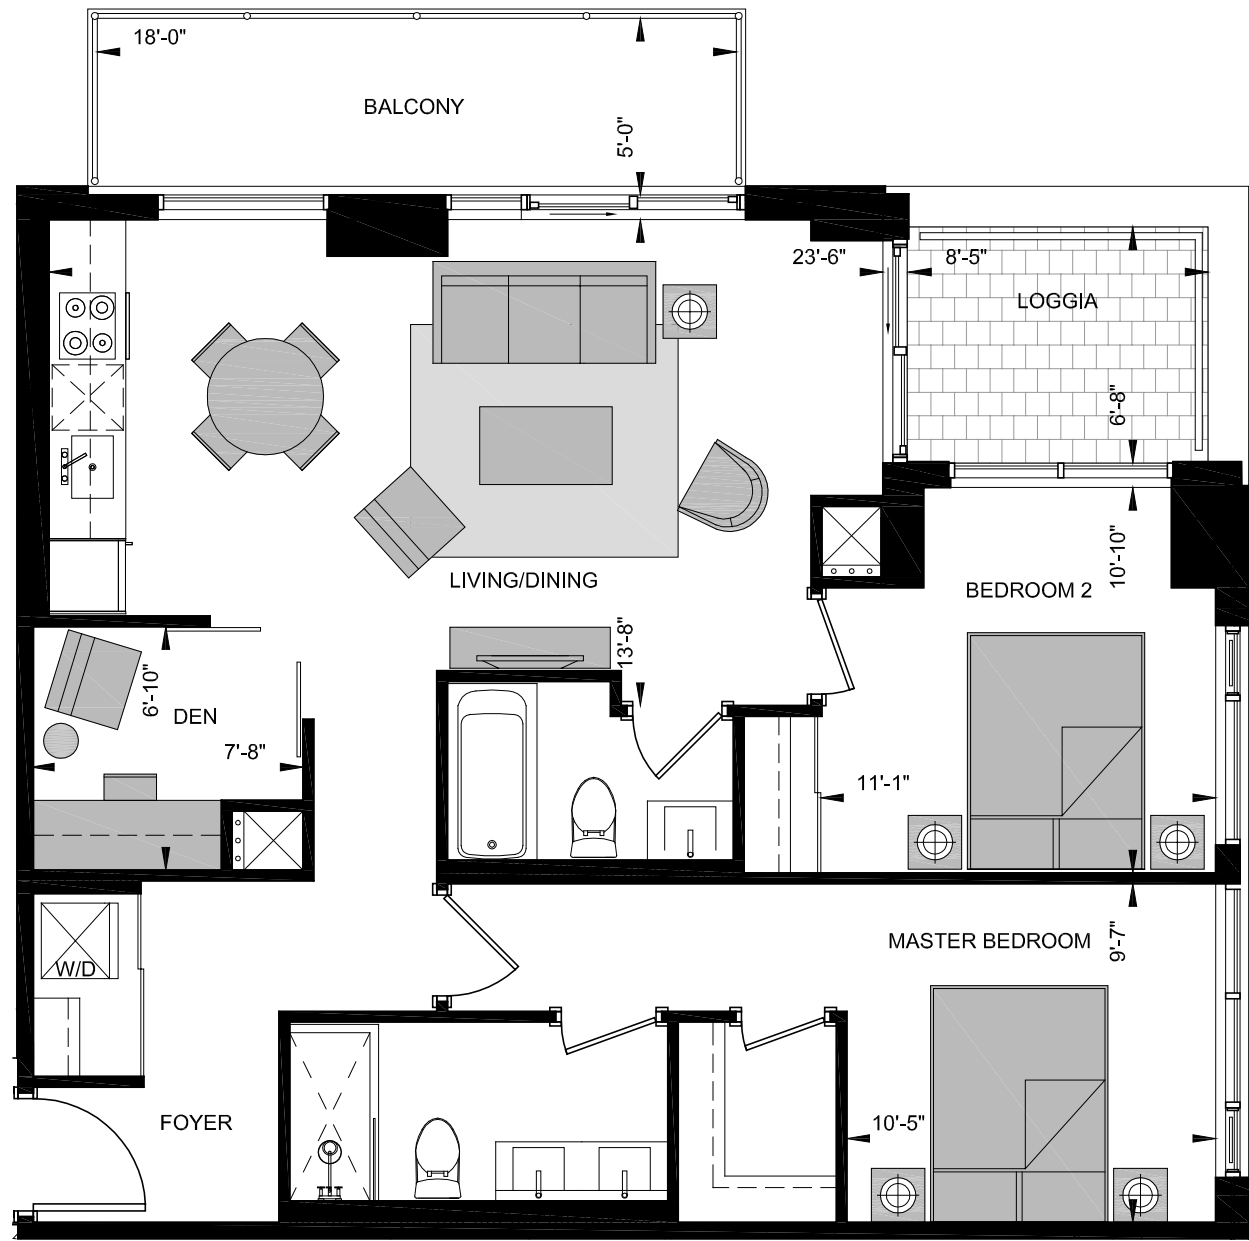 18'-0"
BALCONY
5'-0"
23'-6"
8'-5"
LOGGIA
6'-8"
LIVING/DINING
10'-10"
BEDROOM 2
13'-8"
6'-10"
DEN
7'-8"
11'-1"
MASTER BEDROOM
9'-7"
W/D
FOYER
10'-5"